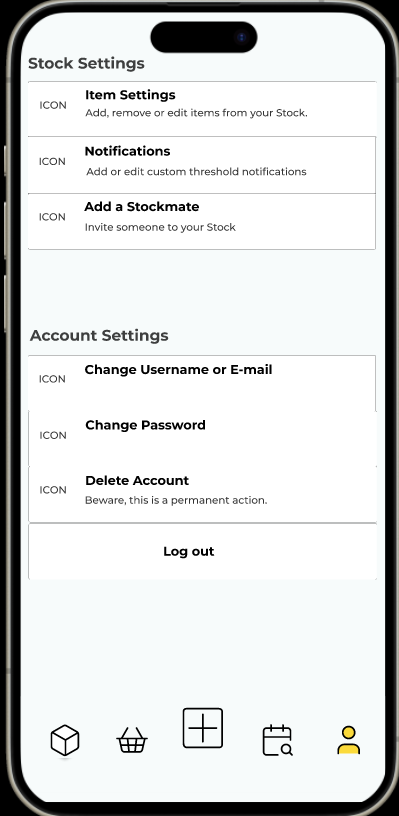 Stock Settings
ICON
Item Settings
Add, remove or edit items from your Stock.
ICON
Notifications
Add or edit custom threshold notifications
ICON
Add a Stockmate
Invite someone to your Stock
Account Settings
ICON
Change Username or E-mail
ICON
Change Password
ICON
Delete Account
Beware, this is a permanent action.
Log out